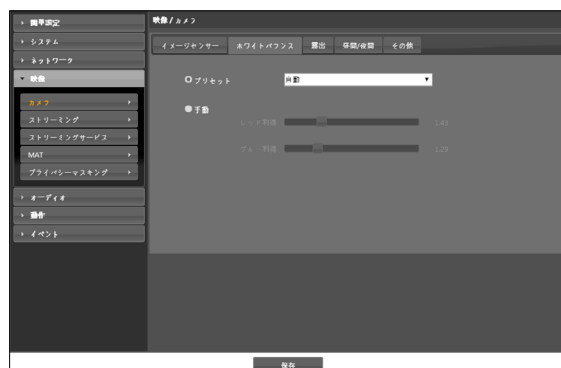 簡単設定
システム
ネットワーク
映像
カメラ
ストリーミング
ストリーミングサービス
MAT
プライバシーマスキング
オーディオ
動作
イベント
映像/カメラ
イメージセンサー ホワイトバランス 露出 昼間/夜間 その他
プリセット 自動
手動
レッド利得 1.43
ブルー利得 1.29
保存